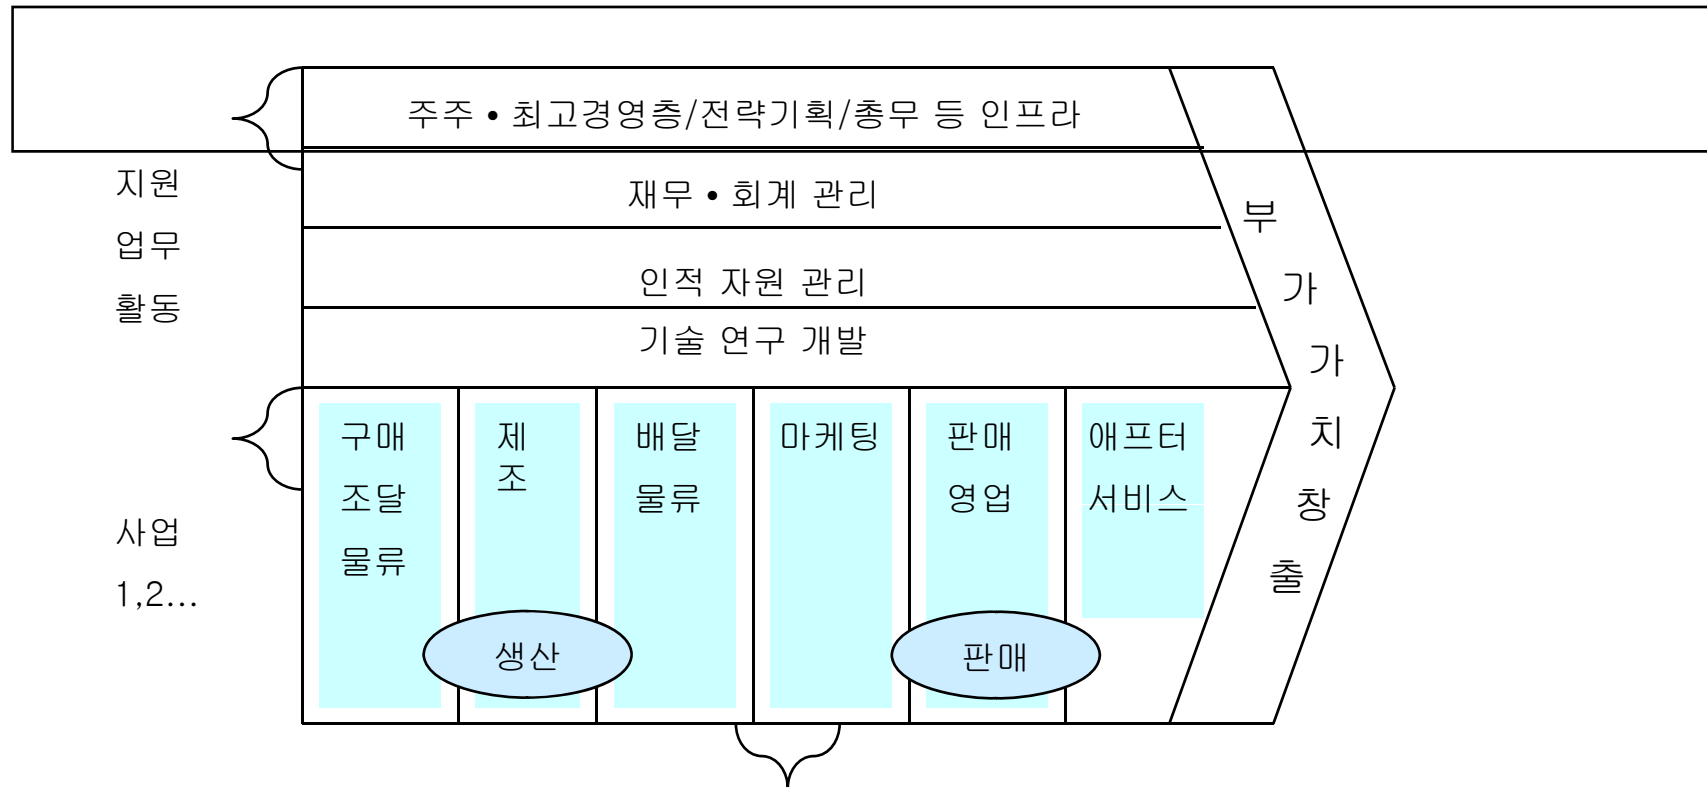 주주 • 최고경영층/전략기획/총무 등 인프라
재무 • 회계 관리
인적 자원 관리
기술 연구 개발
지원
업무
활동
부
가
가
치
창
출
사업
1,2...
구매
조달
물류
제
조
배달
물류
마케팅
판매
영업
애프터
서비스
생산
판매